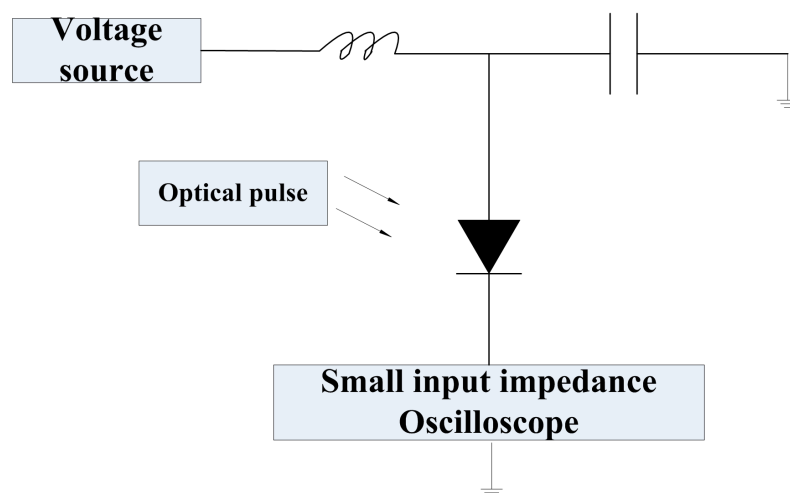 Voltage
source
Optical pulse
Small input impedance
Oscilloscope